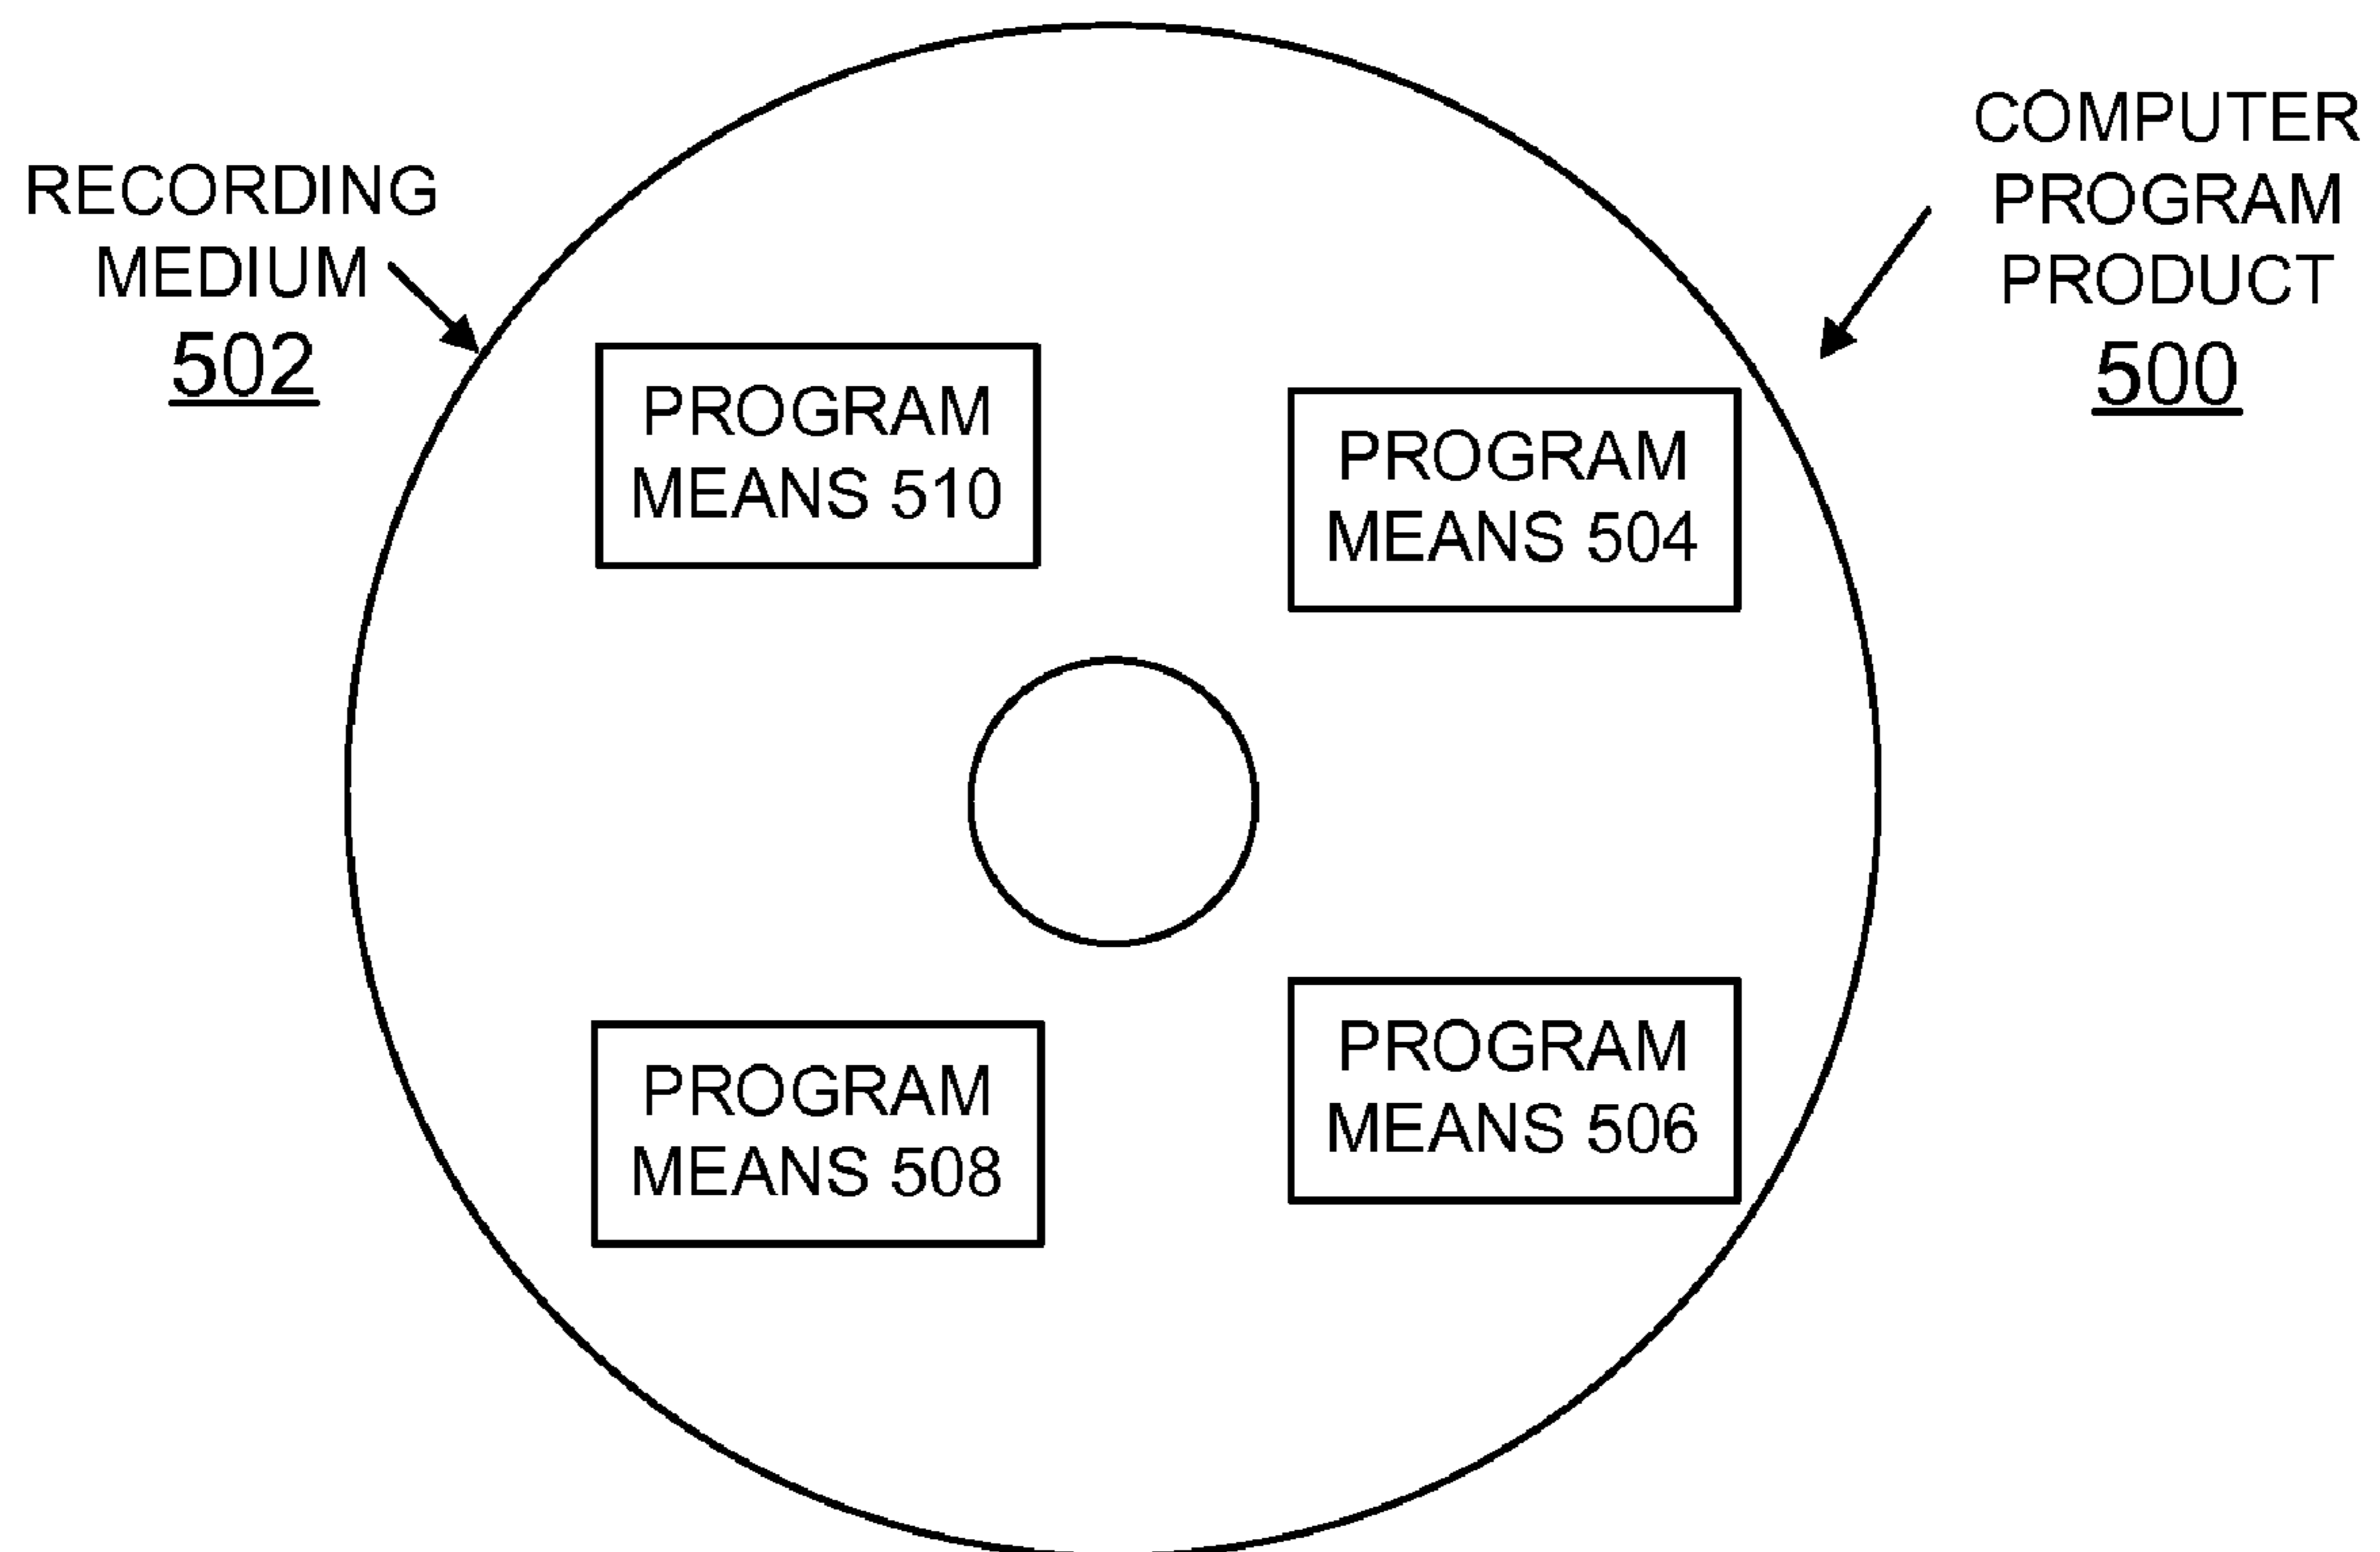 RECORDING
MEDIUM
502
COMPUTER
PROGRAM
PRODUCT
500
PROGRAM
MEANS 510
PROGRAM
MEANS 504
PROGRAM
MEANS 508
PROGRAM
MEANS 506